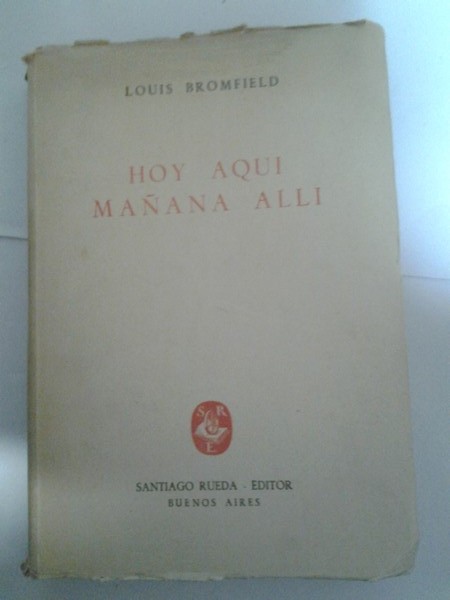 LOUIS BROMFIELD
HOY AQUI
MAÑANA ALLI
S R
E
SANTIAGO RUEDA - EDITOR
BUENOS AIRES